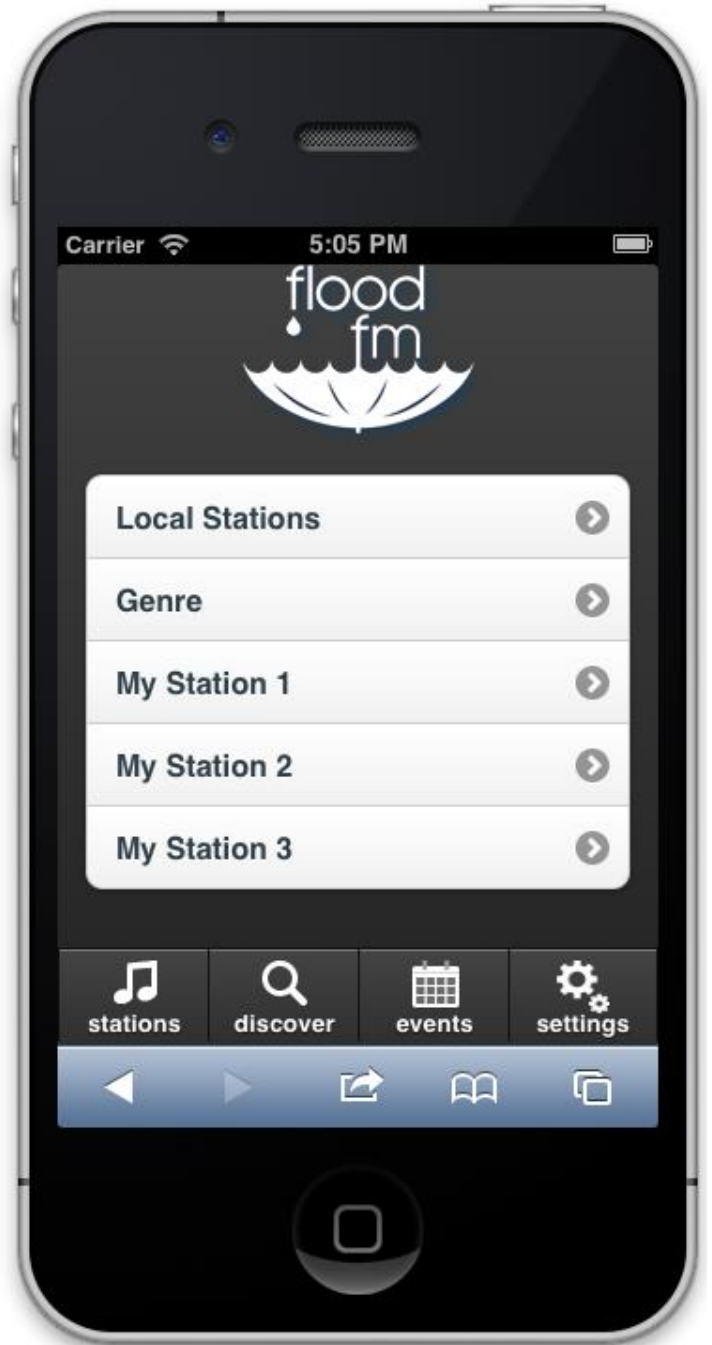 Carrier 5:05 PM
flood
fm
Local Stations
Genre
My Station 1
My Station 2
My Station 3
stations discover events settings